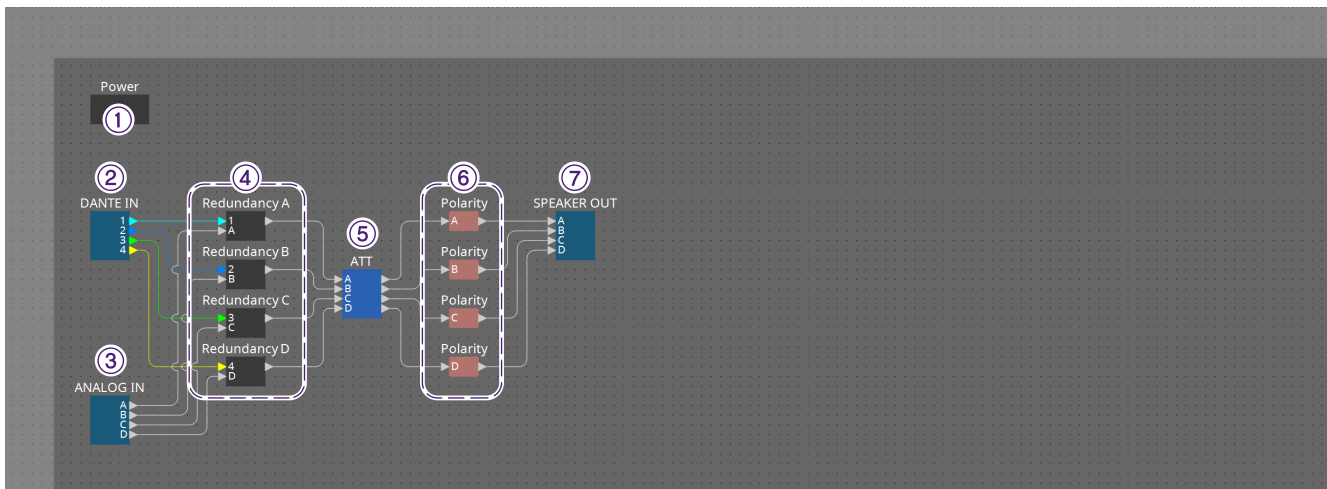 Power
①
②
④
⑥
⑦
DANTE IN
Redundancy A
Polarity
SPEAKER OUT
1
2
3
4
1
A
A
A
B
C
D
⑤
ATT
Redundancy B
Polarity
2
B
B
A
B
C
D
Redundancy C
Polarity
3
C
C
③
Redundancy D
Polarity
4
D
D
ANALOG IN
A
B
C
D